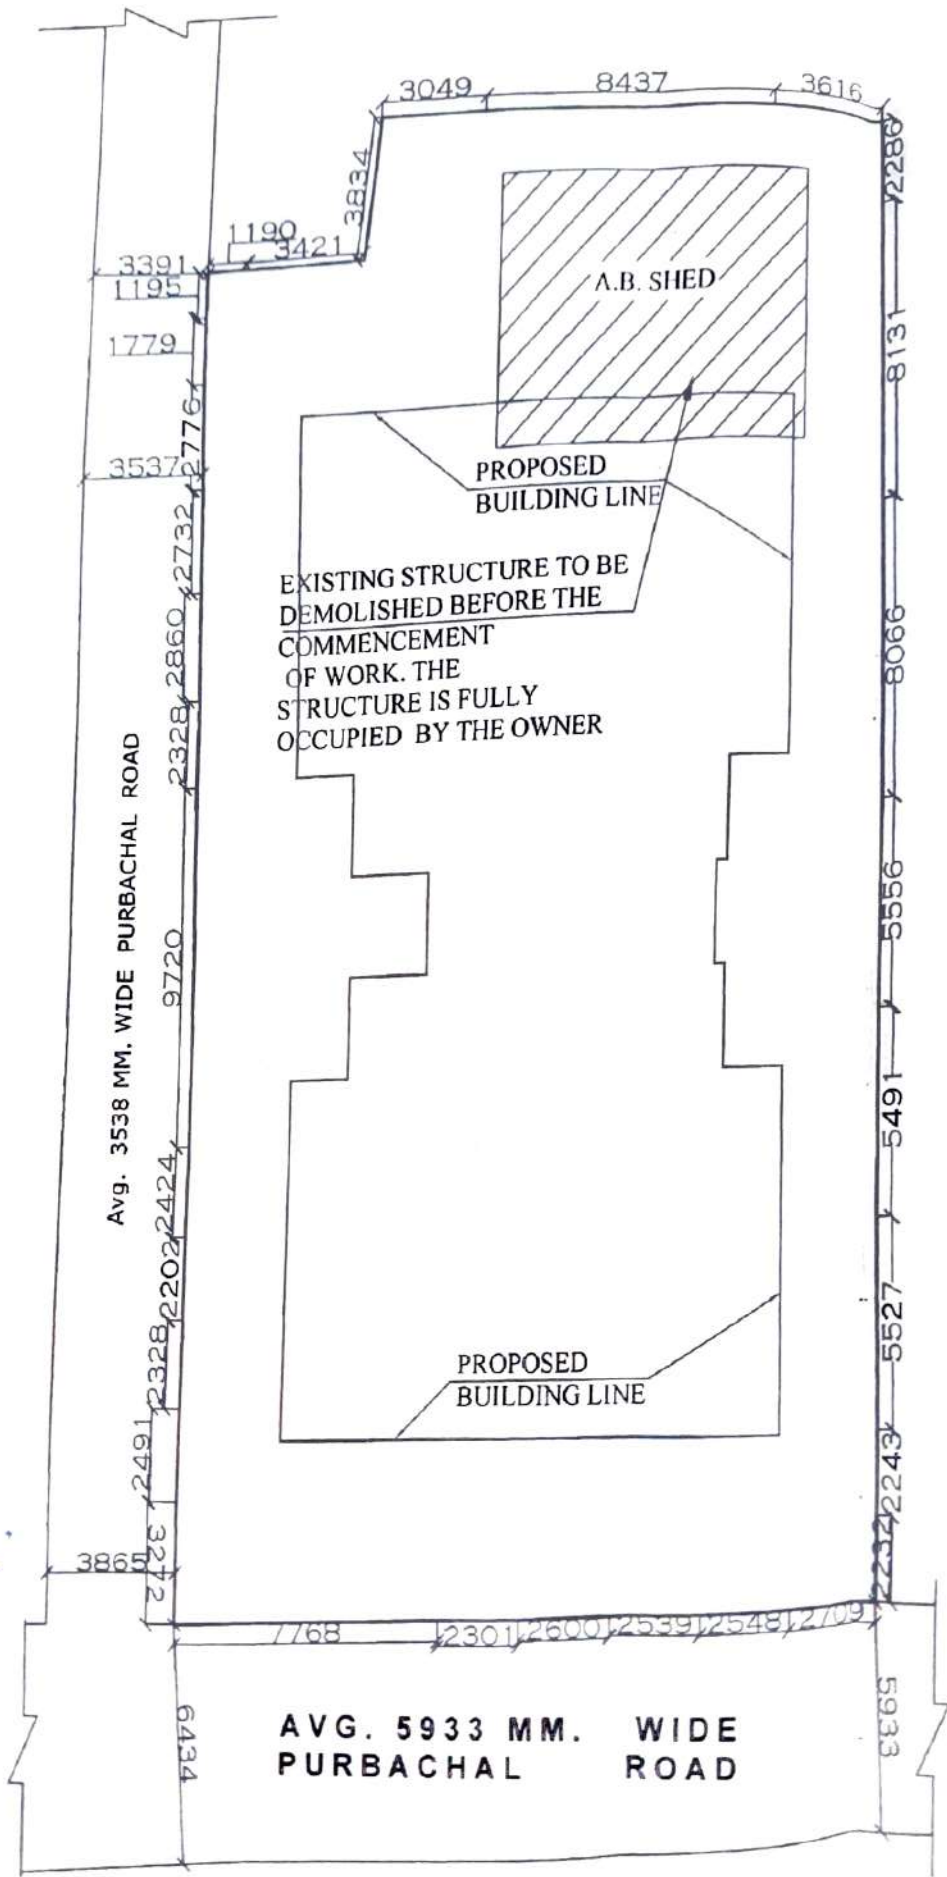 3049
8437
3616
3834
2286
1190
3421
3391
1195
1779
A.B. SHED
8131
2776
3537
PROPOSED
BUILDING LINE
2732
EXISTING STRUCTURE TO BE
DEMOLISHED BEFORE THE
COMMENCEMENT
OF WORK. THE
STRUCTURE IS FULLY
OCCUPIED BY THE OWNER
2860
8066
2328
Avg. 3538 MM. WIDE PURBACHAL ROAD
9720
5556
5491
2424
2202
5527
2328
PROPOSED
BUILDING LINE
2491
2243
3865
3272
2232
7768
2301
2600
2539
2548
2709
6434
5933
AVG. 5933 MM. WIDE
PURBACHAL ROAD